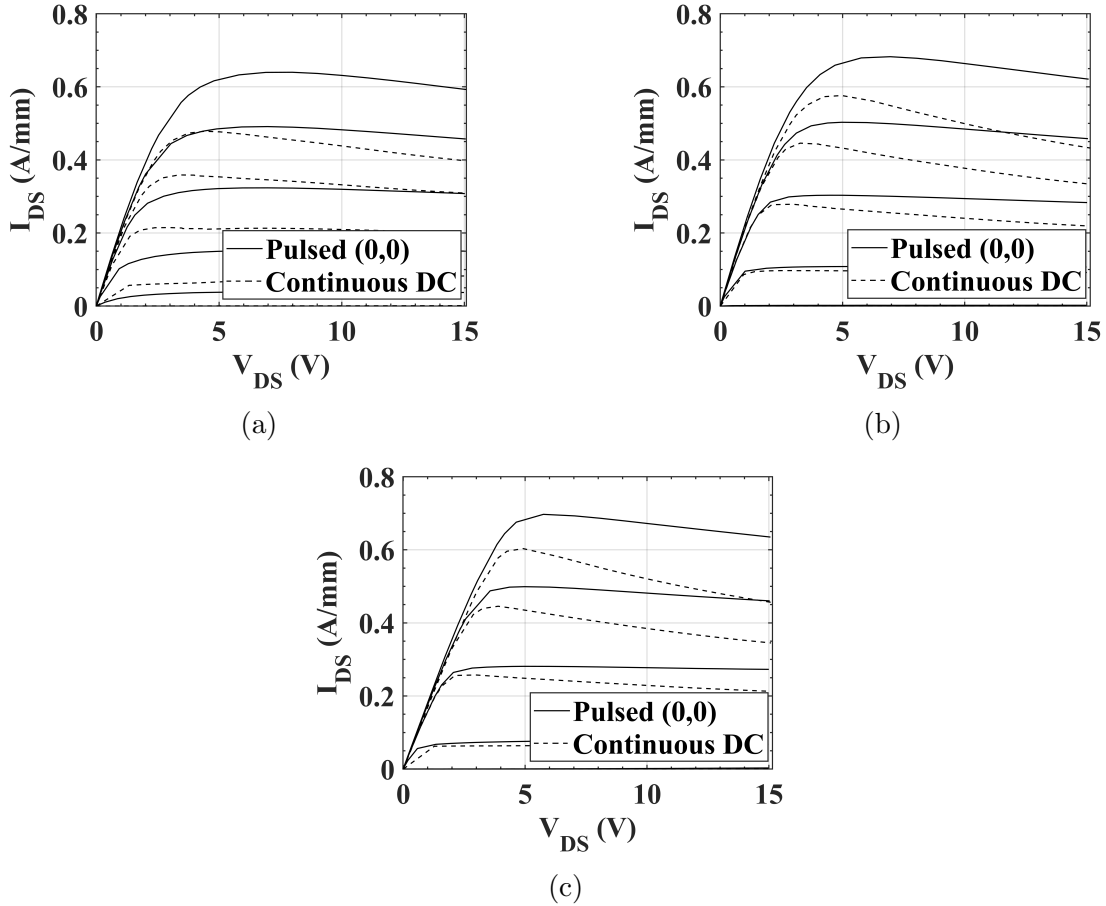 0.8
0.6
0.4
0.2
0
I_DS (A/mm)
Pulsed (0,0)
Continuous DC
0 5 10 15
V_DS (V)
(a)
0.8
0.6
0.4
0.2
0
I_DS (A/mm)
Pulsed (0,0)
Continuous DC
0 5 10 15
V_DS (V)
(b)
0.8
0.6
0.4
0.2
0
I_DS (A/mm)
Pulsed (0,0)
Continuous DC
0 5 10 15
V_DS (V)
(c)